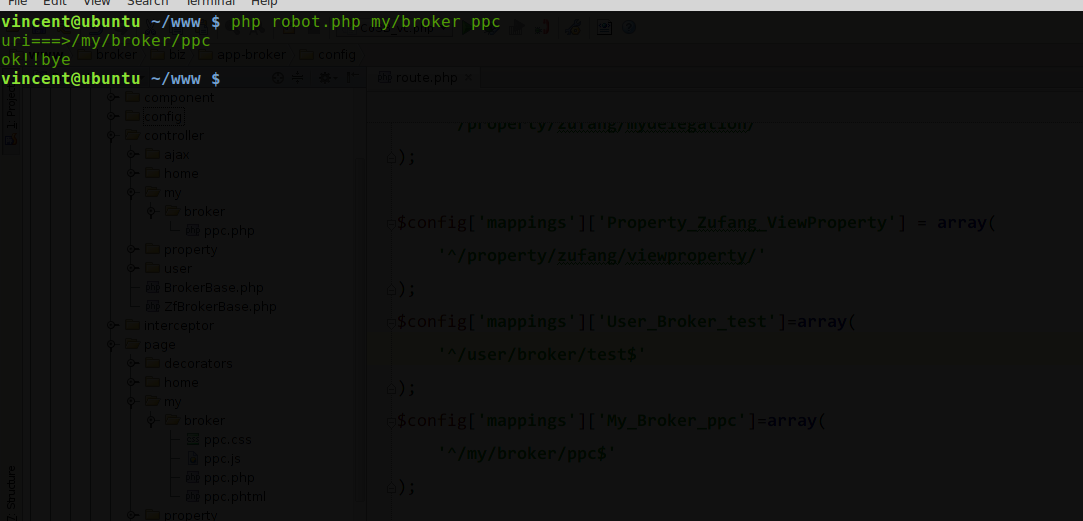 File Edit View Search Terminal Help
vincent@ubuntu ~/www $ php robot.php my/broker ppc
uri===>/my/broker/ppc
ok!!bye
vincent@ubuntu ~/www $
broker biz app-broker config
route.php
1: Project
component
config
controller
ajax
home
my
broker
ppc.php
property
user
BrokerBase.php
ZfBrokerBase.php
interceptor
page
decorators
home
my
broker
ppc.css
ppc.js
ppc.php
ppc.phtml
property
Z: Structure
'^/property/zufang/mydelegation/'
);
$config['mappings']['Property_Zufang_ViewProperty'] = array(
'^/property/zufang/viewproperty/'
);
$config['mappings']['User_Broker_test']=array(
'^/user/broker/test$'
);
$config['mappings']['My_Broker_ppc']=array(
'^/my/broker/ppc$'
);